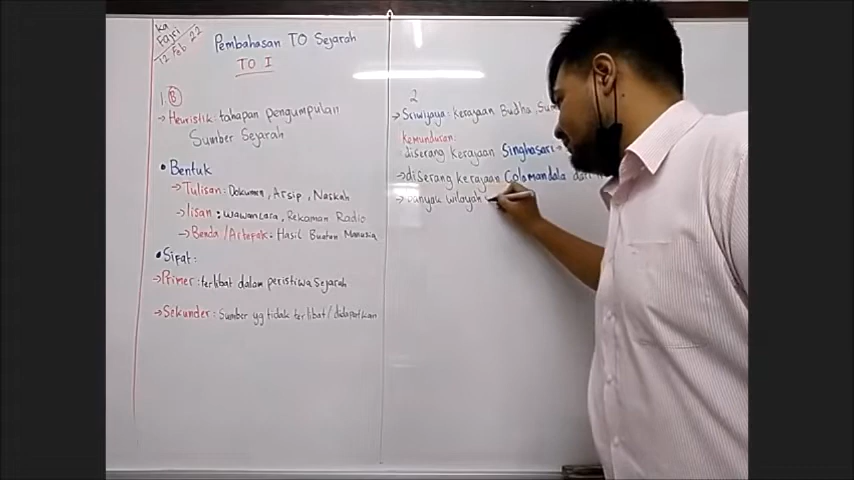 ka
Fajri
12 Feb 22
Pembahasan TO Sejarah
TO I
1. B
→ Heuristik: tahapan pengumpulan
Sumber Sejarah
• Bentuk
→ Tulisan: Dokumen, Arsip, Naskah
→ lisan: wawancara, Rekaman Radio
→ Benda/Artefak: Hasil Buatan Manusia
• Sifat:
→ Primer: terlibat dalam peristiwa Sejarah
→ Sekunder: Sumber yg tidak terlibat/didapatkan
2
→ Sriwijaya: kerajaan Budha,
Kemunduran:
diserang kerajaan Singhasari
→ diserang kerajaan Colomandala dari
→ banyak wilayah